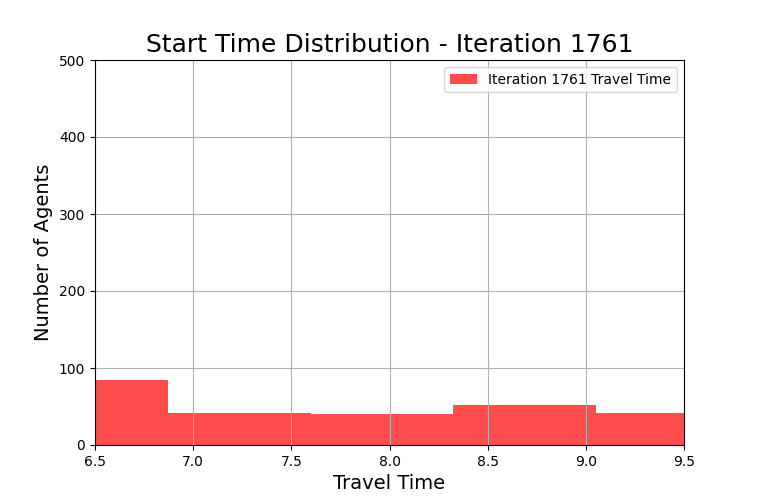 Start Time Distribution - Iteration 1761
Iteration 1761 Travel Time
Number of Agents
500
400
300
200
100
0
6.5 7.0 7.5 8.0 8.5 9.0 9.5
Travel Time